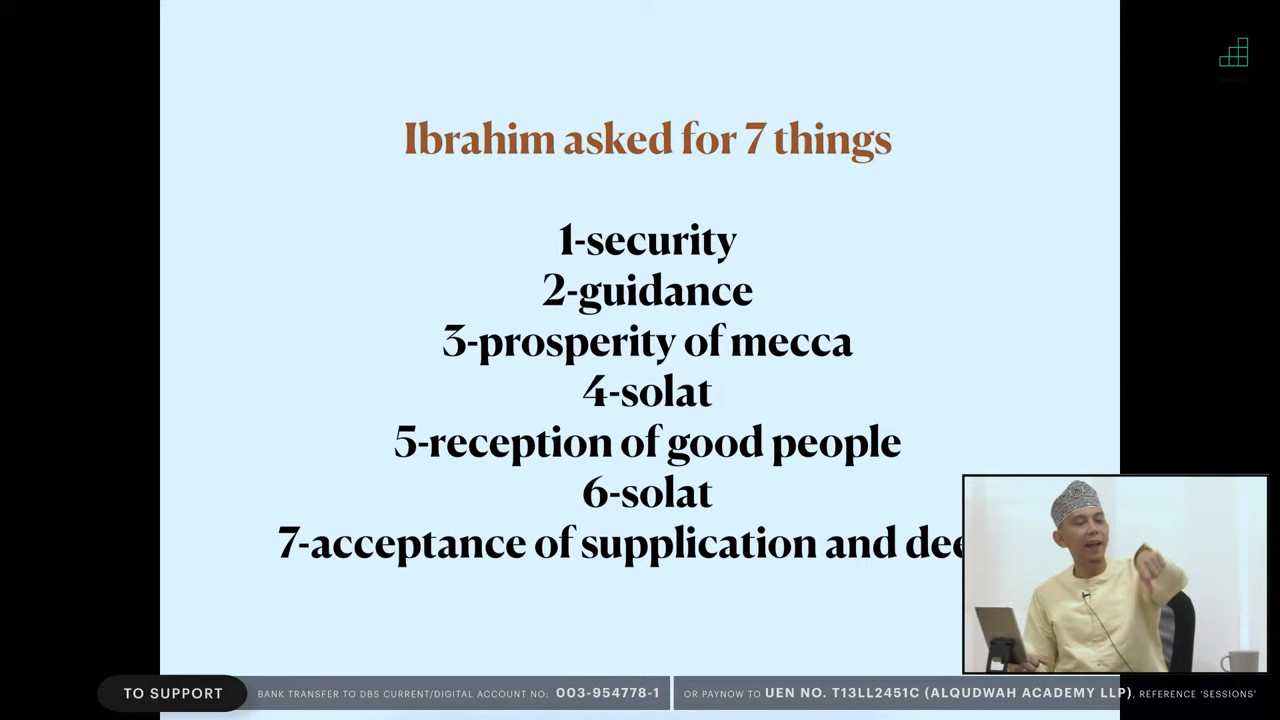 Ibrahim asked for 7 things
1-security
2-guidance
3-prosperity of mecca
4-solat
5-reception of good people
6-solat
7-acceptance of supplication and
TO SUPPORT
BANK TRANSFER TO DBS CURRENT/DIGITAL ACCOUNT NO: 003-954778-1
OR PAYNOW TO UEN NO. T13LL2451C (ALQUDWAH ACADEMY LLP), REFERENCE 'SESSIONS'